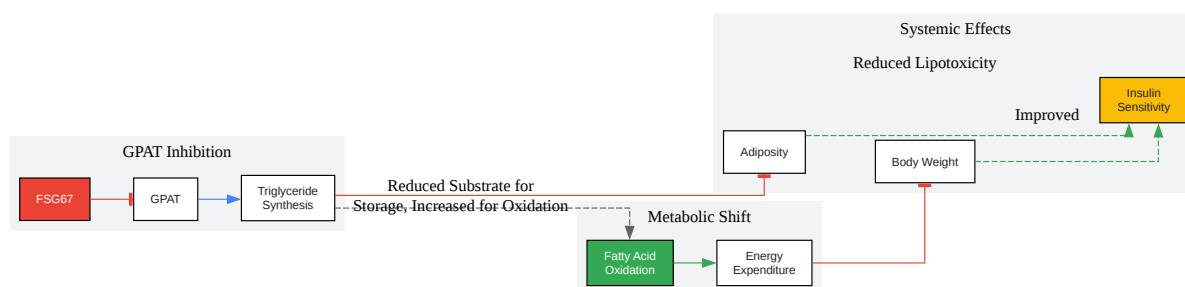 Systemic Effects
Reduced Lipotoxicity
Insulin
Sensitivity
Improved
Adiposity
Body Weight
GPAT Inhibition
FSG67
GPAT
Triglyceride
Synthesis
Reduced Substrate for
Storage, Increased for Oxidation
Metabolic Shift
Fatty Acid
Oxidation
Energy
Expenditure